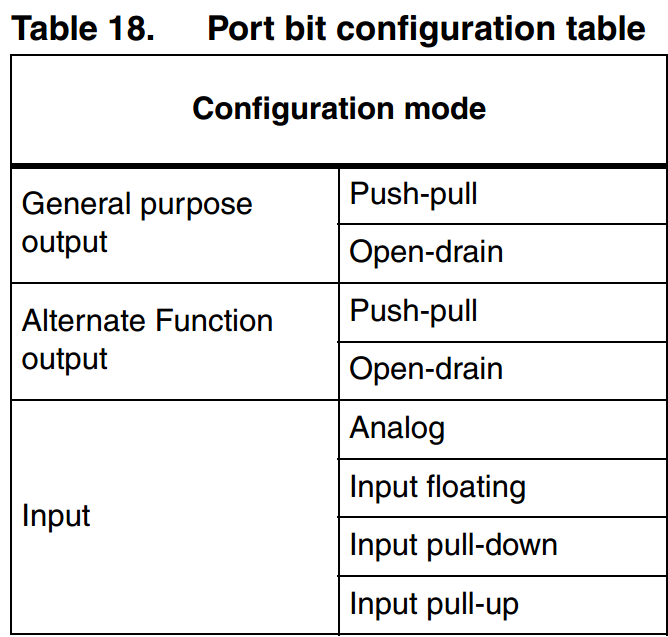 Table 18. Port bit configuration table
Configuration mode
General purpose
output
Push-pull
Open-drain
Alternate Function
output
Push-pull
Open-drain
Input
Analog
Input floating
Input pull-down
Input pull-up